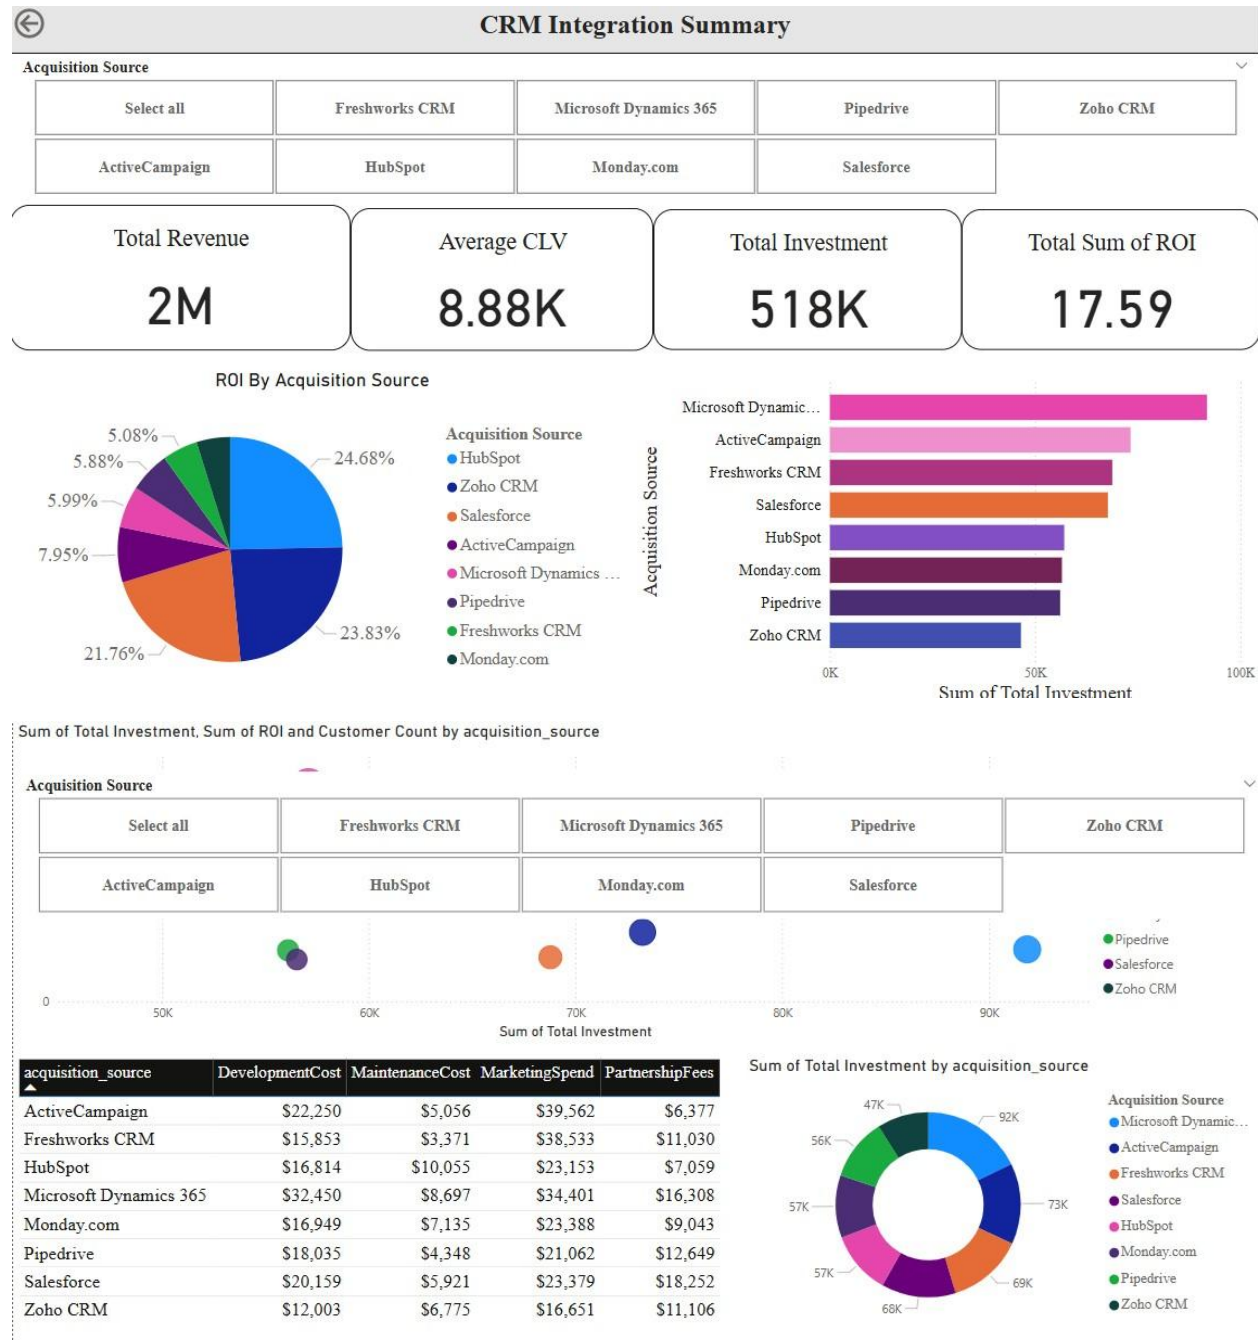 CRM Integration Summary
Acquisition Source
Select all
Freshworks CRM
Microsoft Dynamics 365
Pipedrive
Zoho CRM
ActiveCampaign
HubSpot
Monday.com
Salesforce
Total Revenue
2M
Average CLV
8.88K
Total Investment
518K
Total Sum of ROI
17.59
ROI By Acquisition Source
5.08%
5.88%
5.99%
7.95%
21.76%
24.68%
23.83%
Acquisition Source
HubSpot
Zoho CRM
Salesforce
ActiveCampaign
Microsoft Dynamics ...
Pipedrive
Freshworks CRM
Monday.com
Acquisition Source
Microsoft Dynamic...
ActiveCampaign
Freshworks CRM
Salesforce
HubSpot
Monday.com
Pipedrive
Zoho CRM
0K 50K 100K
Sum of Total Investment
Sum of Total Investment, Sum of ROI and Customer Count by acquisition_source
Acquisition Source
Select all
Freshworks CRM
Microsoft Dynamics 365
Pipedrive
Zoho CRM
ActiveCampaign
HubSpot
Monday.com
Salesforce
Pipedrive
Salesforce
Zoho CRM
0
50K 60K 70K 80K 90K
Sum of Total Investment
acquisition_source DevelopmentCost MaintenanceCost MarketingSpend PartnershipFees
ActiveCampaign $22,250 $5,056 $39,562 $6,377
Freshworks CRM $15,853 $3,371 $38,533 $11,030
HubSpot $16,814 $10,055 $23,153 $7,059
Microsoft Dynamics 365 $32,450 $8,697 $34,401 $16,308
Monday.com $16,949 $7,135 $23,388 $9,043
Pipedrive $18,035 $4,348 $21,062 $12,649
Salesforce $20,159 $5,921 $23,379 $18,252
Zoho CRM $12,003 $6,775 $16,651 $11,106
Sum of Total Investment by acquisition_source
47K
92K
56K
73K
57K
57K
69K
68K
Acquisition Source
Microsoft Dynamic...
ActiveCampaign
Freshworks CRM
Salesforce
HubSpot
Monday.com
Pipedrive
Zoho CRM